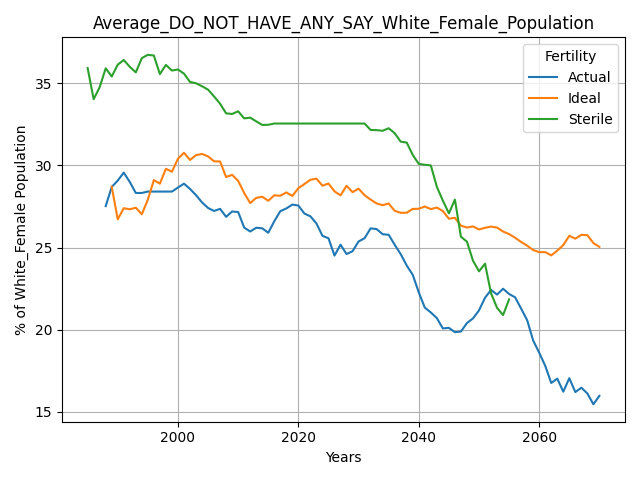 Average_DO_NOT_HAVE_ANY_SAY_White_Female_Population
Fertility
Actual
Ideal
Sterile
% of White_Female Population
35
30
25
20
15
2000
2020
2040
2060
Years